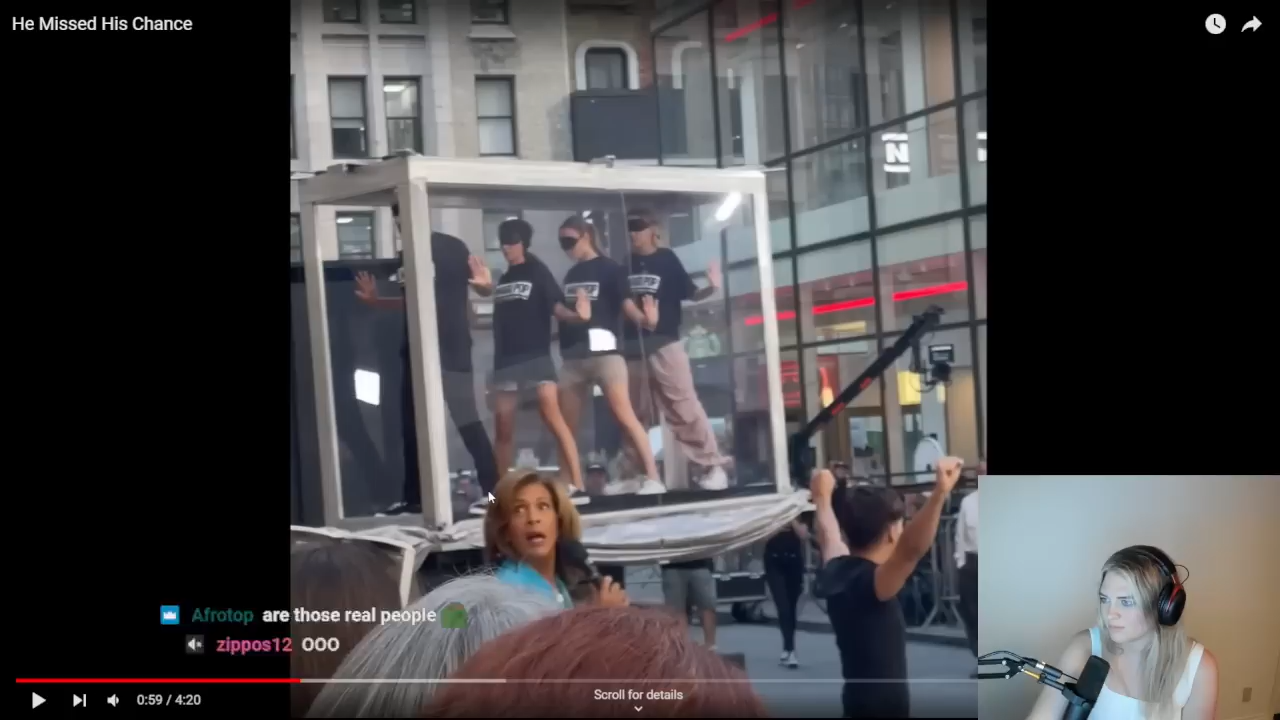 He Missed His Chance
N
Afrotop are those real people
zippos12 OOO
Scroll for details
0:59 / 4:20